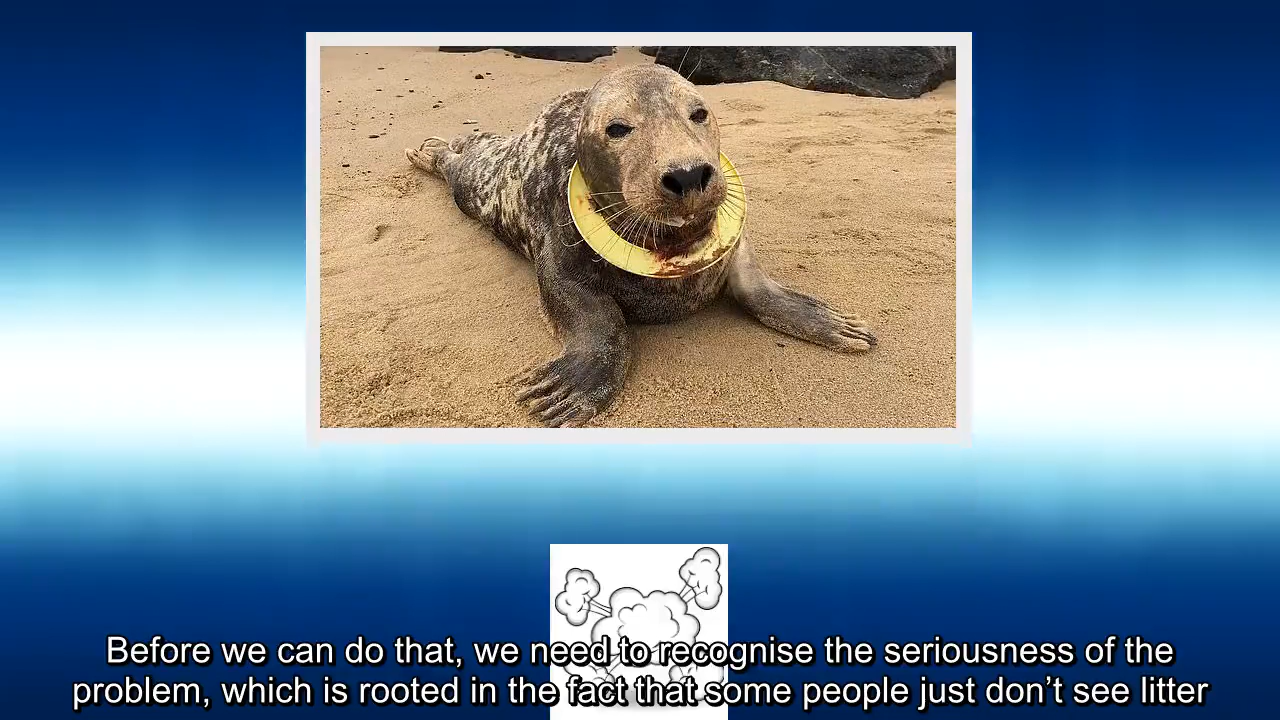 Before we can do that, we need to recognise the seriousness of the
problem, which is rooted in the fact that some people just don’t see litter